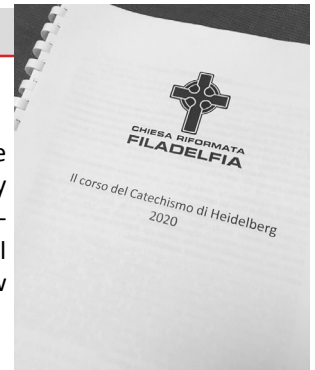 CHIESA RIFORMATA
FILADELFIA
Il corso del Catechismo di Heidelberg
2020